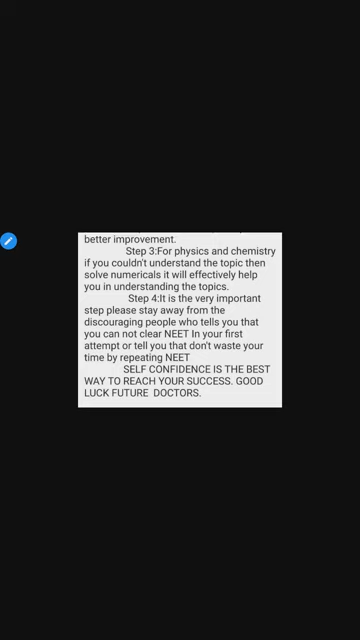 better improvement.
Step 3:For physics and chemistry
if you couldn't understand the topic then
solve numericals it will effectively help
you in understanding the topics.
Step 4:It is the very important
step please stay away from the
discouraging people who tells you that
you can not clear NEET In your first
attempt or tell you that don't waste your
time by repeating NEET
SELF CONFIDENCE IS THE BEST
WAY TO REACH YOUR SUCCESS. GOOD
LUCK FUTURE  DOCTORS.